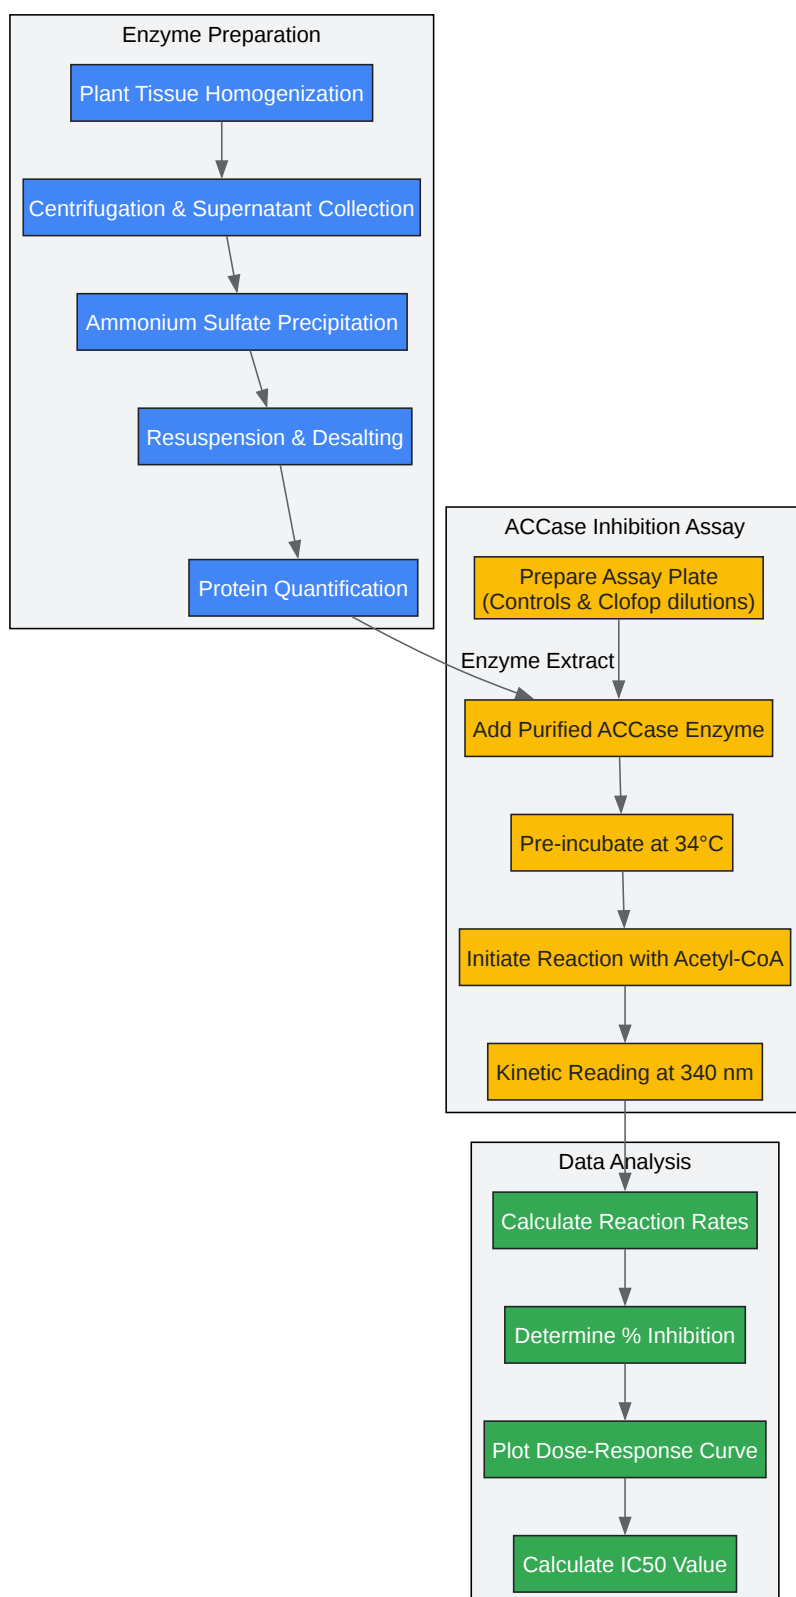 Enzyme Preparation
Plant Tissue Homogenization
Centrifugation & Supernatant Collection
Ammonium Sulfate Precipitation
Resuspension & Desalting
Protein Quantification
ACCase Inhibition Assay
Prepare Assay Plate
(Controls & Clofop dilutions)
Enzyme Extract
Add Purified ACCase Enzyme
Pre-incubate at 34°C
Initiate Reaction with Acetyl-CoA
Kinetic Reading at 340 nm
Data Analysis
Calculate Reaction Rates
Determine % Inhibition
Plot Dose-Response Curve
Calculate IC50 Value